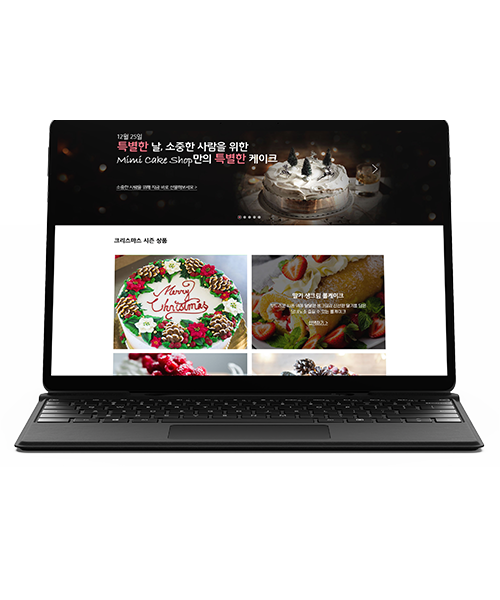 12월 25일
특별한 날, 소중한 사람을 위한
Mimi Cake Shop만의 특별한 케이크
소중한 사람을 위해 지금 바로 선물해보세요 >
크리스마스 시즌 상품
Merry
Christmas
딸기 생크림 롤케이크